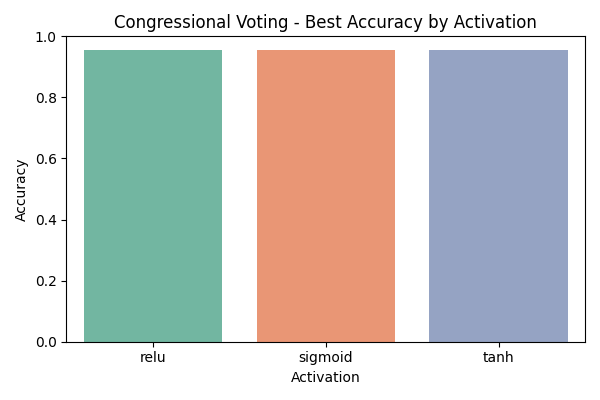 Congressional Voting - Best Accuracy by Activation
1.0
0.8
0.6
0.4
0.2
0.0
Accuracy
relu sigmoid tanh
Activation